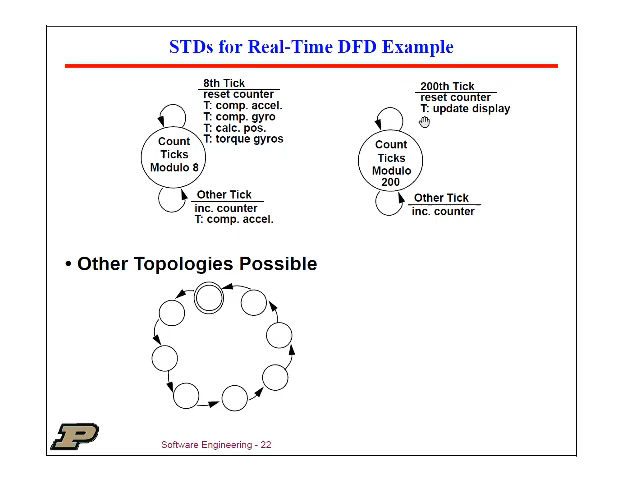 STDs for Real-Time DFD Example
8th Tick
reset counter
T: comp. accel.
T: comp. gyro
T: calc. pos.
T: torque gyros
Count
Ticks
Modulo 8
Other Tick
inc. counter
T: comp. accel.
200th Tick
reset counter
T: update display
Count
Ticks
Modulo
200
Other Tick
inc. counter
• Other Topologies Possible
P
Software Engineering - 22